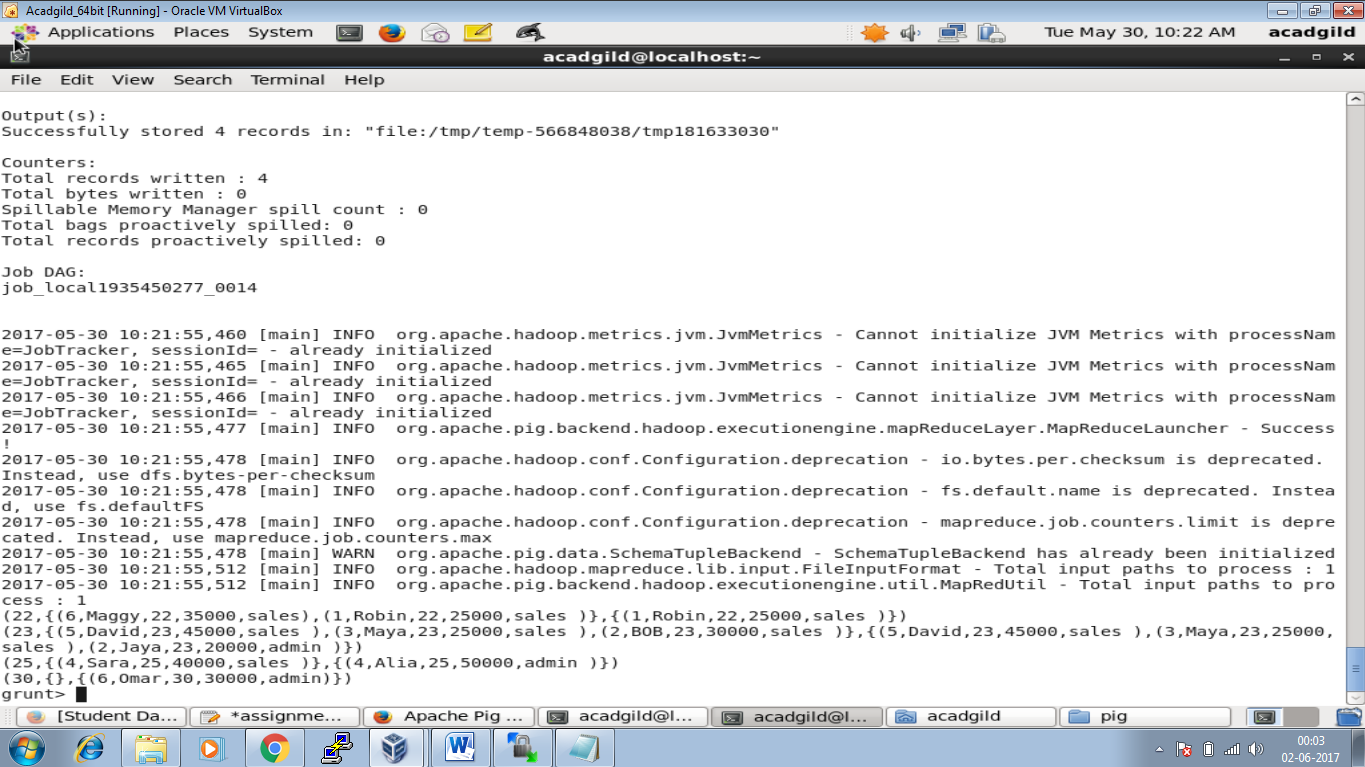 Acadgild_64bit [Running] - Oracle VM VirtualBox
Applications Places System Tue May 30, 10:22 AM acadgild
acadgild@localhost:~
File Edit View Search Terminal Help
Output(s):
Successfully stored 4 records in: "file:/tmp/temp-566848038/tmp181633030"
Counters:
Total records written : 4
Total bytes written : 0
Spillable Memory Manager spill count : 0
Total bags proactively spilled: 0
Total records proactively spilled: 0
Job DAG:
job_local1935450277_0014
2017-05-30 10:21:55,460 [main] INFO  org.apache.hadoop.metrics.jvm.JvmMetrics - Cannot initialize JVM Metrics with processNam
e=JobTracker, sessionId= - already initialized
2017-05-30 10:21:55,465 [main] INFO  org.apache.hadoop.metrics.jvm.JvmMetrics - Cannot initialize JVM Metrics with processNam
e=JobTracker, sessionId= - already initialized
2017-05-30 10:21:55,466 [main] INFO  org.apache.hadoop.metrics.jvm.JvmMetrics - Cannot initialize JVM Metrics with processNam
e=JobTracker, sessionId= - already initialized
2017-05-30 10:21:55,477 [main] INFO  org.apache.pig.backend.hadoop.executionengine.mapReduceLayer.MapReduceLauncher - Success
!
2017-05-30 10:21:55,478 [main] INFO  org.apache.hadoop.conf.Configuration.deprecation - io.bytes.per.checksum is deprecated.
Instead, use dfs.bytes-per-checksum
2017-05-30 10:21:55,478 [main] INFO  org.apache.hadoop.conf.Configuration.deprecation - fs.default.name is deprecated. Instea
d, use fs.defaultFS
2017-05-30 10:21:55,478 [main] INFO  org.apache.hadoop.conf.Configuration.deprecation - mapreduce.job.counters.limit is depre
cated. Instead, use mapreduce.job.counters.max
2017-05-30 10:21:55,478 [main] WARN  org.apache.pig.data.SchemaTupleBackend - SchemaTupleBackend has already been initialized
2017-05-30 10:21:55,512 [main] INFO  org.apache.hadoop.mapreduce.lib.input.FileInputFormat - Total input paths to process : 1
2017-05-30 10:21:55,512 [main] INFO  org.apache.pig.backend.hadoop.executionengine.util.MapRedUtil - Total input paths to pro
cess : 1
(22,{(6,Maggy,22,35000,sales),(1,Robin,22,25000,sales )},{(1,Robin,22,25000,sales )})
(23,{(5,David,23,45000,sales ),(3,Maya,23,25000,sales ),(2,BOB,23,30000,sales )},{(5,David,23,45000,sales ),(3,Maya,23,25000,
sales ),(2,Jaya,23,20000,admin )})
(25,{(4,Sara,25,40000,sales )},{(4,Alia,25,50000,admin )})
(30,{},{(6,Omar,30,30000,admin)})
grunt>
[Student Da... *assignme... Apache Pig ... acadgild@l... acadgild@l... acadgild pig
00:03
02-06-2017